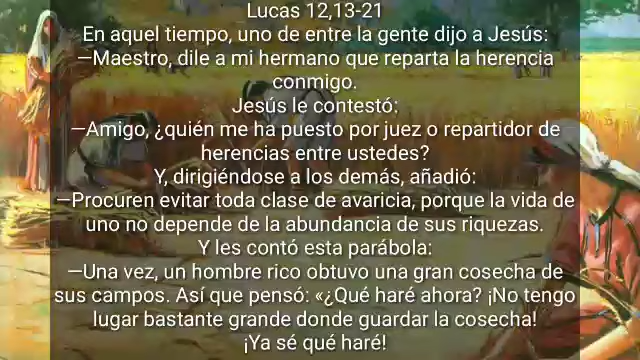 Lucas 12,13-21
En aquel tiempo, uno de entre la gente dijo a Jesús:
—Maestro, dile a mi hermano que reparta la herencia
conmigo.
Jesús le contestó:
—Amigo, ¿quién me ha puesto por juez o repartidor de
herencias entre ustedes?
Y, dirigiéndose a los demás, añadió:
—Procuren evitar toda clase de avaricia, porque la vida de
uno no depende de la abundancia de sus riquezas.
Y les contó esta parábola:
—Una vez, un hombre rico obtuvo una gran cosecha de
sus campos. Así que pensó: «¿Qué haré ahora? ¡No tengo
lugar bastante grande donde guardar la cosecha!
¡Ya sé qué haré!